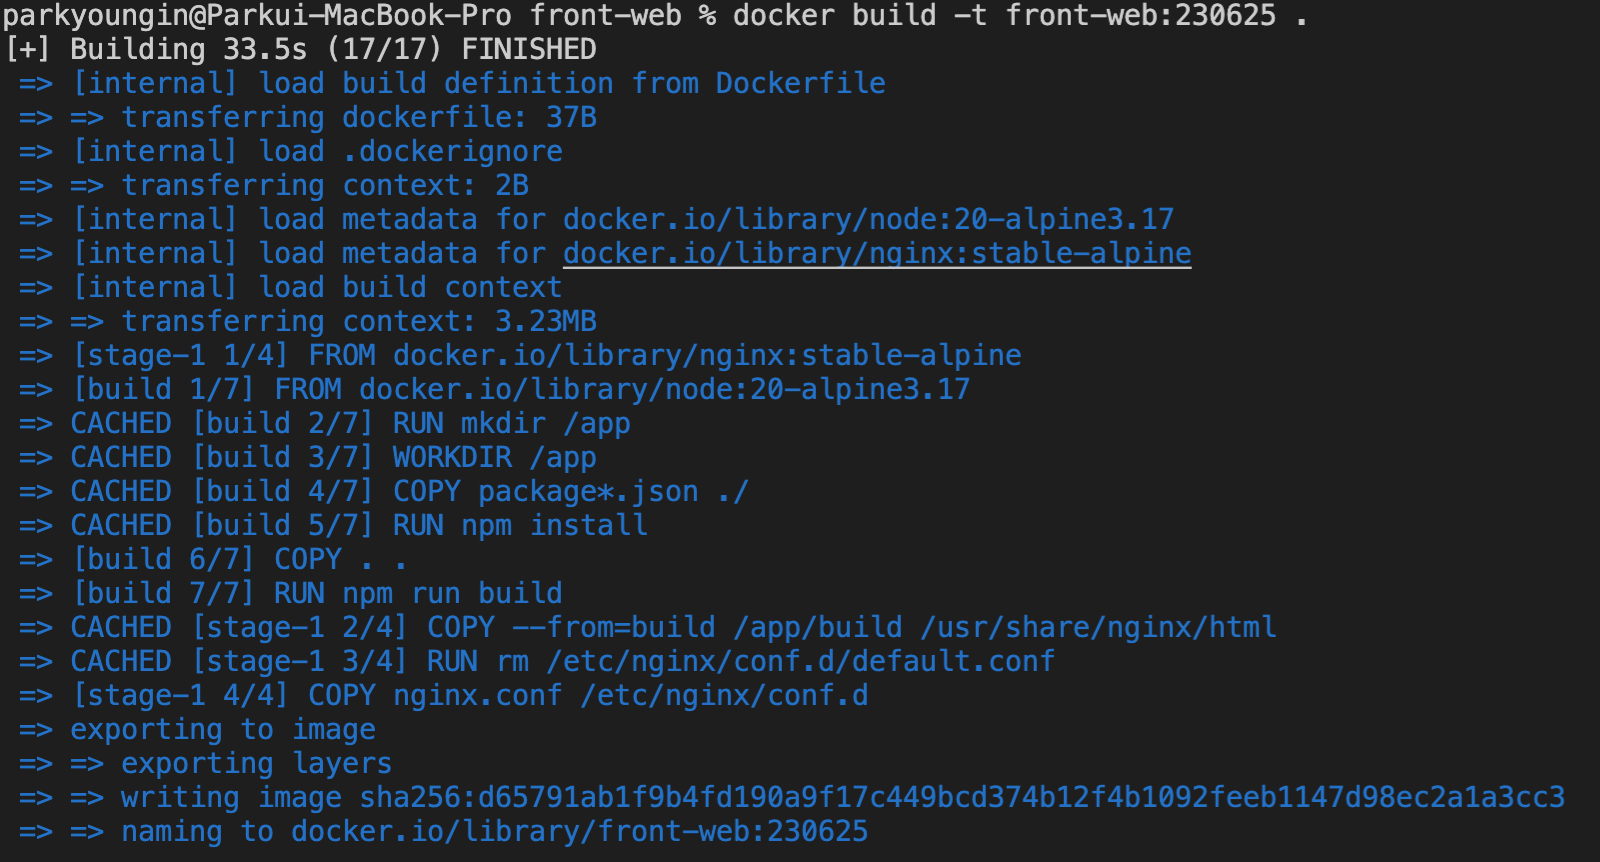 parkyoungin@Parkui-MacBook-Pro front-web % docker build -t front-web:230625 .
[+] Building 33.5s (17/17) FINISHED
=> [internal] load build definition from Dockerfile
=> => transferring dockerfile: 37B
=> [internal] load .dockerignore
=> => transferring context: 2B
=> [internal] load metadata for docker.io/library/node:20-alpine3.17
=> [internal] load metadata for docker.io/library/nginx:stable-alpine
=> [internal] load build context
=> => transferring context: 3.23MB
=> [stage-1 1/4] FROM docker.io/library/nginx:stable-alpine
=> [build 1/7] FROM docker.io/library/node:20-alpine3.17
=> CACHED [build 2/7] RUN mkdir /app
=> CACHED [build 3/7] WORKDIR /app
=> CACHED [build 4/7] COPY package*.json ./
=> CACHED [build 5/7] RUN npm install
=> [build 6/7] COPY . .
=> [build 7/7] RUN npm run build
=> CACHED [stage-1 2/4] COPY --from=build /app/build /usr/share/nginx/html
=> CACHED [stage-1 3/4] RUN rm /etc/nginx/conf.d/default.conf
=> [stage-1 4/4] COPY nginx.conf /etc/nginx/conf.d
=> exporting to image
=> => exporting layers
=> => writing image sha256:d65791ab1f9b4fd190a9f17c449bcd374b12f4b1092feeb1147d98ec2a1a3cc3
=> => naming to docker.io/library/front-web:230625